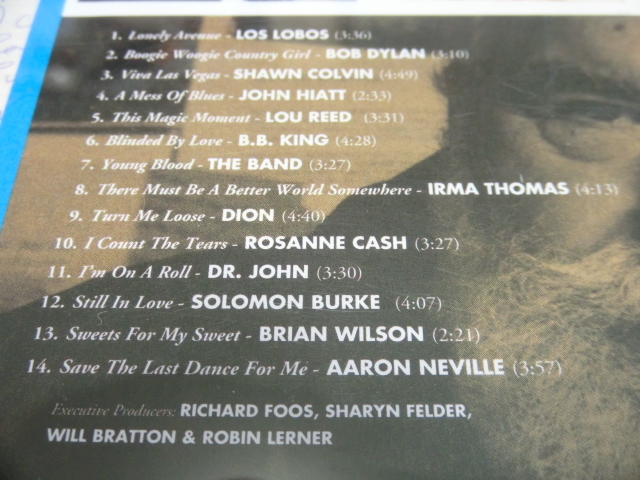 1. Lonely Avenue - LOS LOBOS (3:36)
2. Boogie Woogie Country Girl - BOB DYLAN (3:10)
3. Viva Las Vegas - SHAWN COLVIN (4:49)
4. A Mess Of Blues - JOHN HIATT (2:33)
5. This Magic Moment - LOU REED (3:31)
6. Blinded By Love - B.B. KING (4:28)
7. Young Blood - THE BAND (3:27)
8. There Must Be A Better World Somewhere - IRMA THOMAS (4:13)
9. Turn Me Loose - DION (4:40)
10. I Count The Tears - ROSANNE CASH (3:27)
11. I'm On A Roll - DR. JOHN (3:30)
12. Still In Love - SOLOMON BURKE (4:07)
13. Sweets For My Sweet - BRIAN WILSON (2:21)
14. Save The Last Dance For Me - AARON NEVILLE (3:57)
Executive Producers: RICHARD FOOS, SHARYN FELDER,
WILL BRATTON & ROBIN LERNER